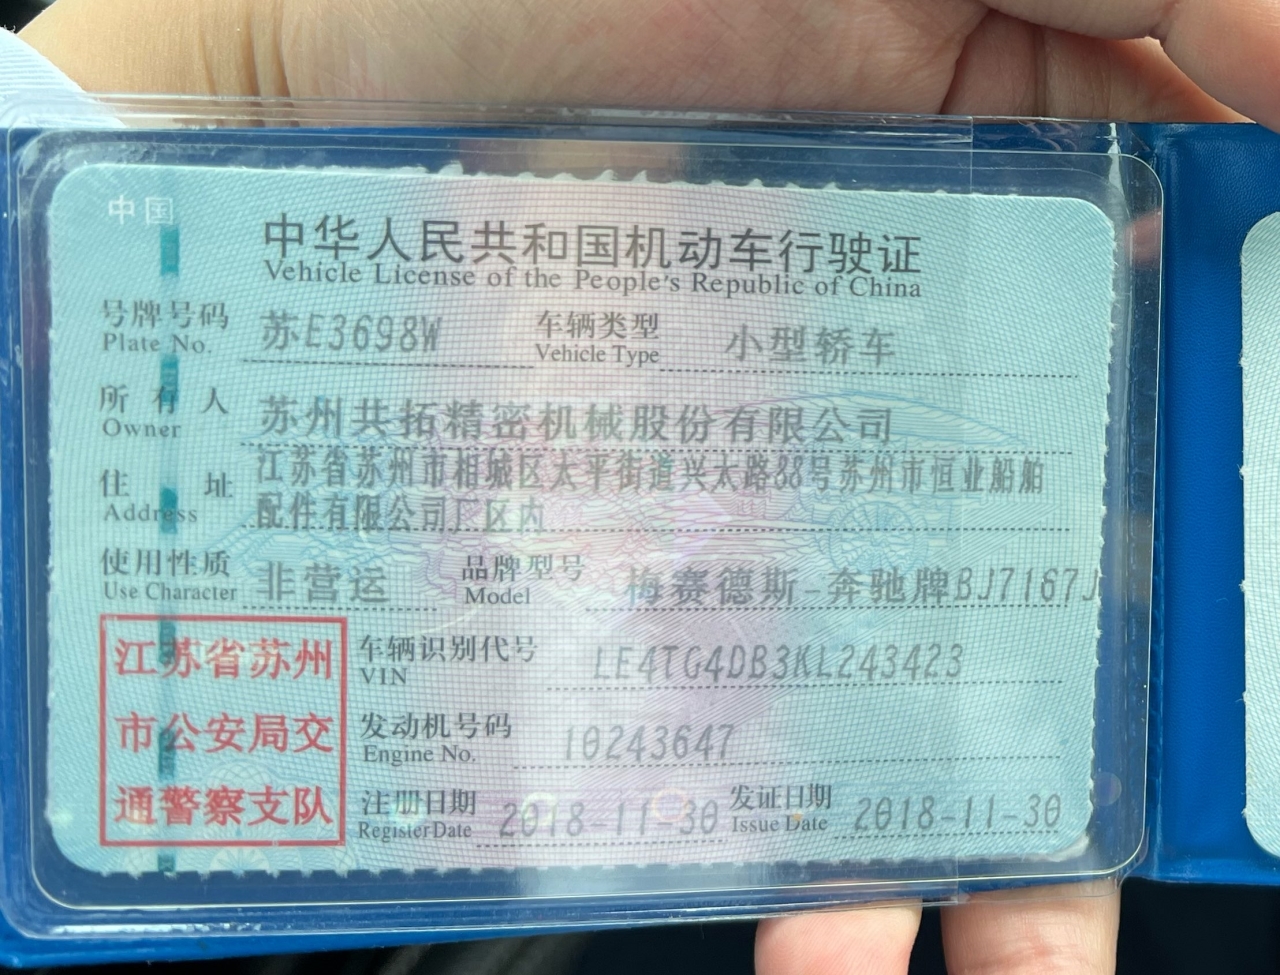 中国
中华人民共和国机动车行驶证
Vehicle License of the People's Republic of China
号牌号码 苏E3698W 车辆类型 小型轿车
Plate No. Vehicle Type
所有人 苏州共拓精密机械股份有限公司
Owner
住址 江苏省苏州市相城区太平街道兴太路88号苏州市恒业船舶
Address 配件有限公司厂区内
使用性质 非营运 品牌型号 梅赛德斯-奔驰牌BJ7167J
Use Character Model
江苏省苏州 车辆识别代号 LE4TG4DB3KL243423
VIN
市公安局交 发动机号码 10243647
Engine No.
通警察支队 注册日期 2018-11-30 发证日期 2018-11-30
Register Date Issue Date